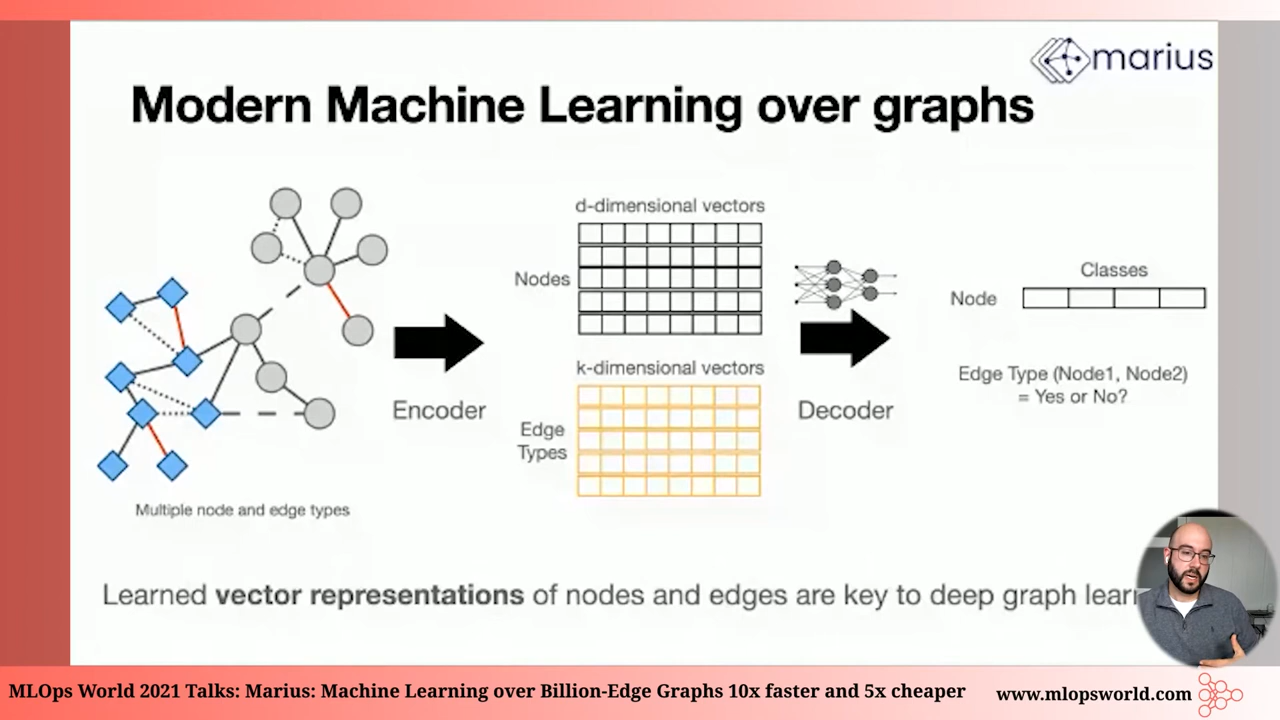 marius
Modern Machine Learning over graphs
d-dimensional vectors
Nodes
k-dimensional vectors
Edge
Types
Encoder
Decoder
Classes
Node
Edge Type (Node1, Node2)
= Yes or No?
Multiple node and edge types
Learned vector representations of nodes and edges are key to deep graph
MLOps World 2021 Talks: Marius: Machine Learning over Billion-Edge Graphs 10x faster and 5x cheaper
www.mlopsworld.com